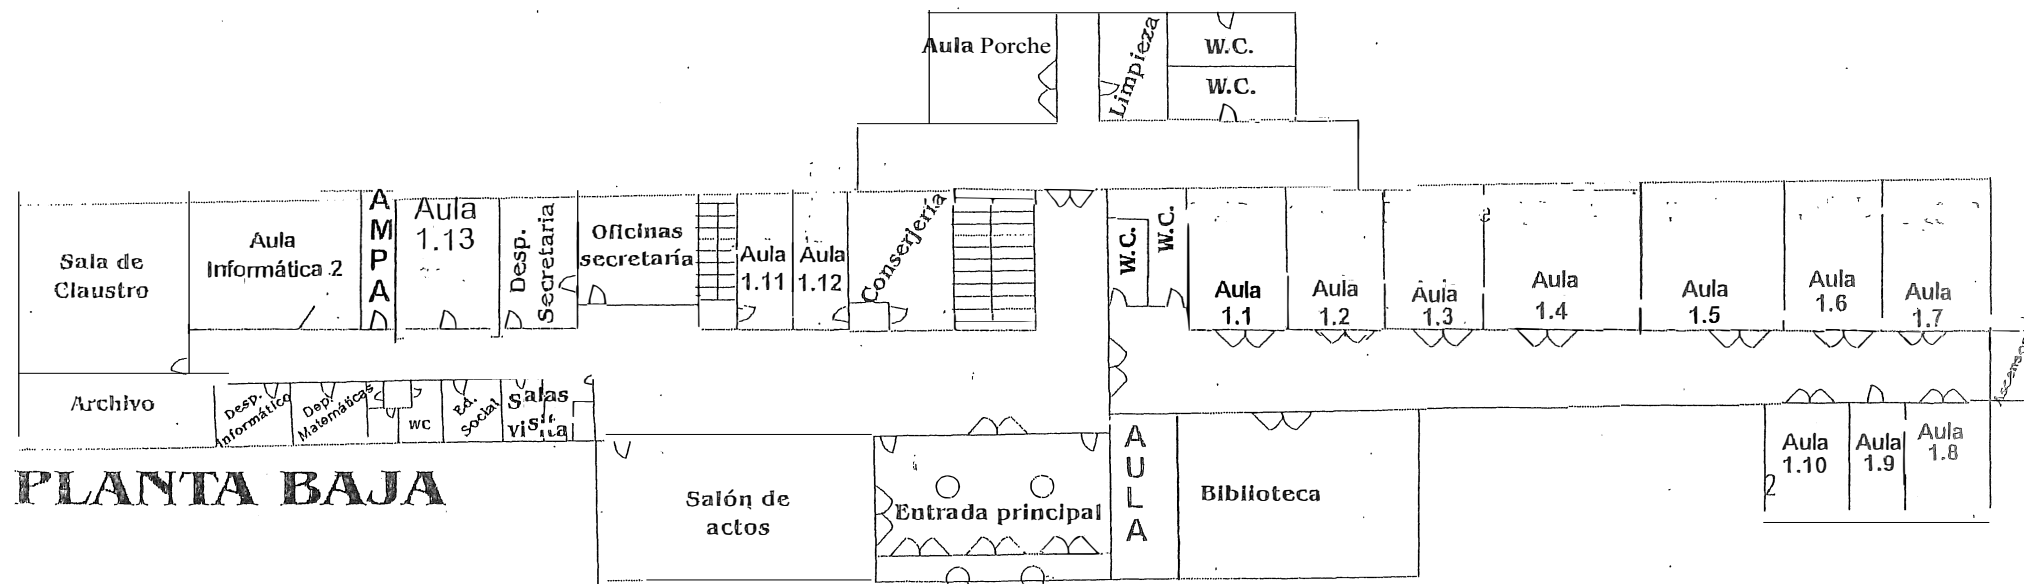 Aula Porche
Limpieza
W.C.
W.C.
Sala de
Claustro
Aula
Informática 2
AMPA
Aula
1.13
Desp.
Secretaria
Oficinas
secretaría
Aula
1.11
Aula
1.12
Conserjería
W.C.
W.C.
Aula
1.1
Aula
1.2
Aula
1.3
Aula
1.4
Aula
1.5
Aula
1.6
Aula
1.7
Archivo
Desp.
Informático
Dep.
Matemáticas
WC
Ed.
Social
Salas
visita
PLANTA BAJA
Salón de
actos
Entrada principal
AULA
Biblioteca
Aula
1.10
Aula
1.9
Aula
1.8
2